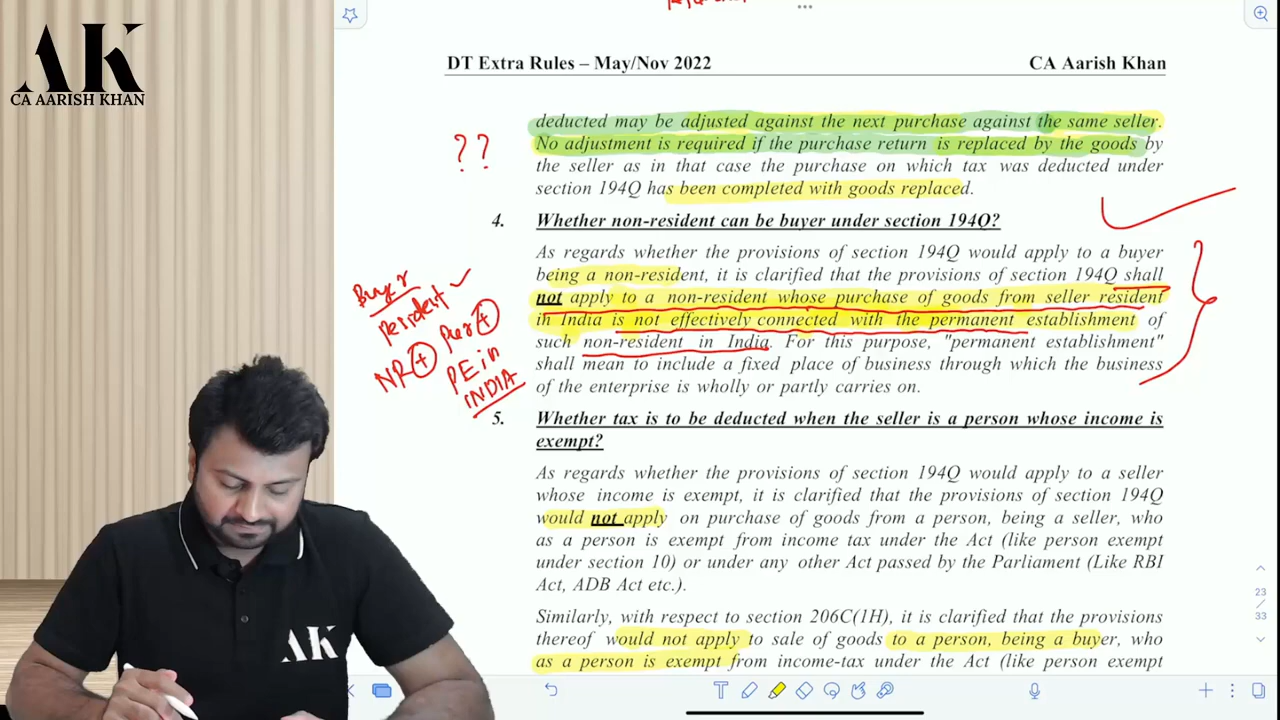 AK
CA AARISH KHAN
DT Extra Rules – May/Nov 2022
CA Aarish Khan
deducted may be adjusted against the next purchase against the same seller.
No adjustment is required if the purchase return is replaced by the goods by
the seller as in that case the purchase on which tax was deducted under
section 194Q has been completed with goods replaced.
??
4. Whether non-resident can be buyer under section 194Q?
As regards whether the provisions of section 194Q would apply to a buyer
being a non-resident, it is clarified that the provisions of section 194Q shall
not apply to a non-resident whose purchase of goods from seller resident
in India is not effectively connected with the permanent establishment of
such non-resident in India. For this purpose, "permanent establishment"
shall mean to include a fixed place of business through which the business
of the enterprise is wholly or partly carries on.
Buyer
Resident
NR +
PE in
INDIA
5. Whether tax is to be deducted when the seller is a person whose income is
exempt?
As regards whether the provisions of section 194Q would apply to a seller
whose income is exempt, it is clarified that the provisions of section 194Q
would not apply on purchase of goods from a person, being a seller, who
as a person is exempt from income tax under the Act (like person exempt
under section 10) or under any other Act passed by the Parliament (Like RBI
Act, ADB Act etc.).
Similarly, with respect to section 206C(1H), it is clarified that the provisions
thereof would not apply to sale of goods to a person, being a buyer, who
as a person is exempt from income-tax under the Act (like person exempt
23
/
33
AK